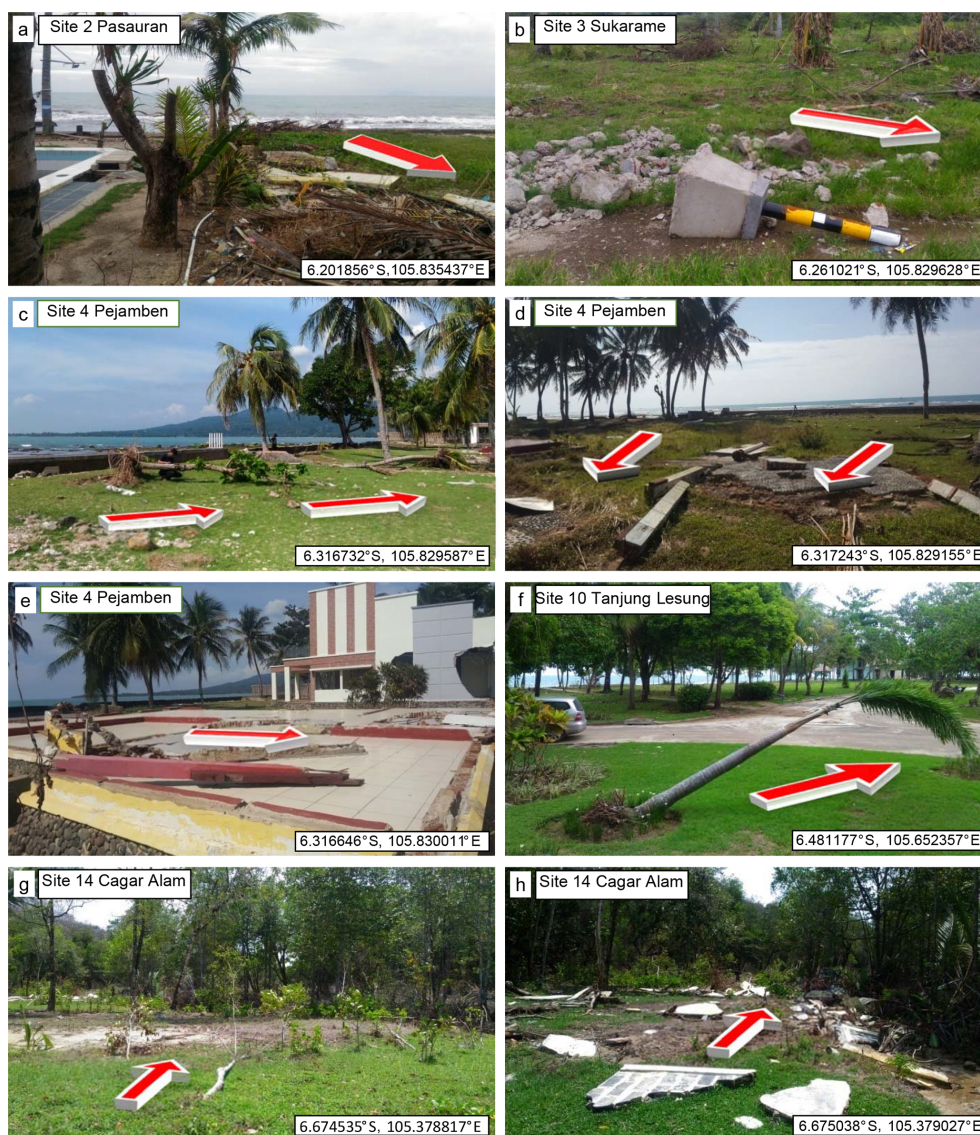 a
Site 2 Pasauran
6.201856°S,105.835437°E
b
Site 3 Sukarame
6.261021°S, 105.829628°E
c
Site 4 Pejamben
6.316732°S, 105.829587°E
d
Site 4 Pejamben
6.317243°S, 105.829155°E
e
Site 4 Pejamben
6.316646°S, 105.830011°E
f
Site 10 Tanjung Lesung
6.481177°S, 105.652357°E
g
Site 14 Cagar Alam
6.674535°S, 105.378817°E
h
Site 14 Cagar Alam
6.675038°S, 105.379027°E